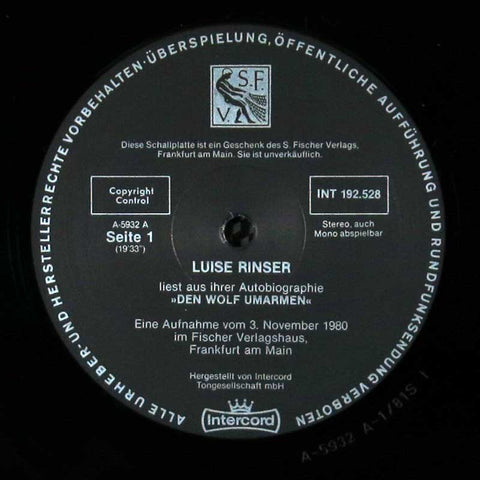 ALLE URHEBER- UND HERSTELLERRECHTE VORBEHALTEN · ÜBERSPIELUNG, ÖFFENTLICHE AUFFÜHRUNG UND RUNDFUNKSENDUNG VERBOTEN
S.F.
V.
Diese Schallplatte ist ein Geschenk des S. Fischer Verlags,
Frankfurt am Main. Sie ist unverkäuflich.
Copyright
Control
INT 192.528
A-5932 A
Seite 1
(19'33")
Stereo, auch
Mono abspielbar
LUISE RINSER
liest aus ihrer Autobiographie
»DEN WOLF UMARMEN«
Eine Aufnahme vom 3. November 1980
im Fischer Verlagshaus,
Frankfurt am Main
Hergestellt von Intercord
Tongesellschaft mbH
Intercord
A-5932 A-1/81S 1